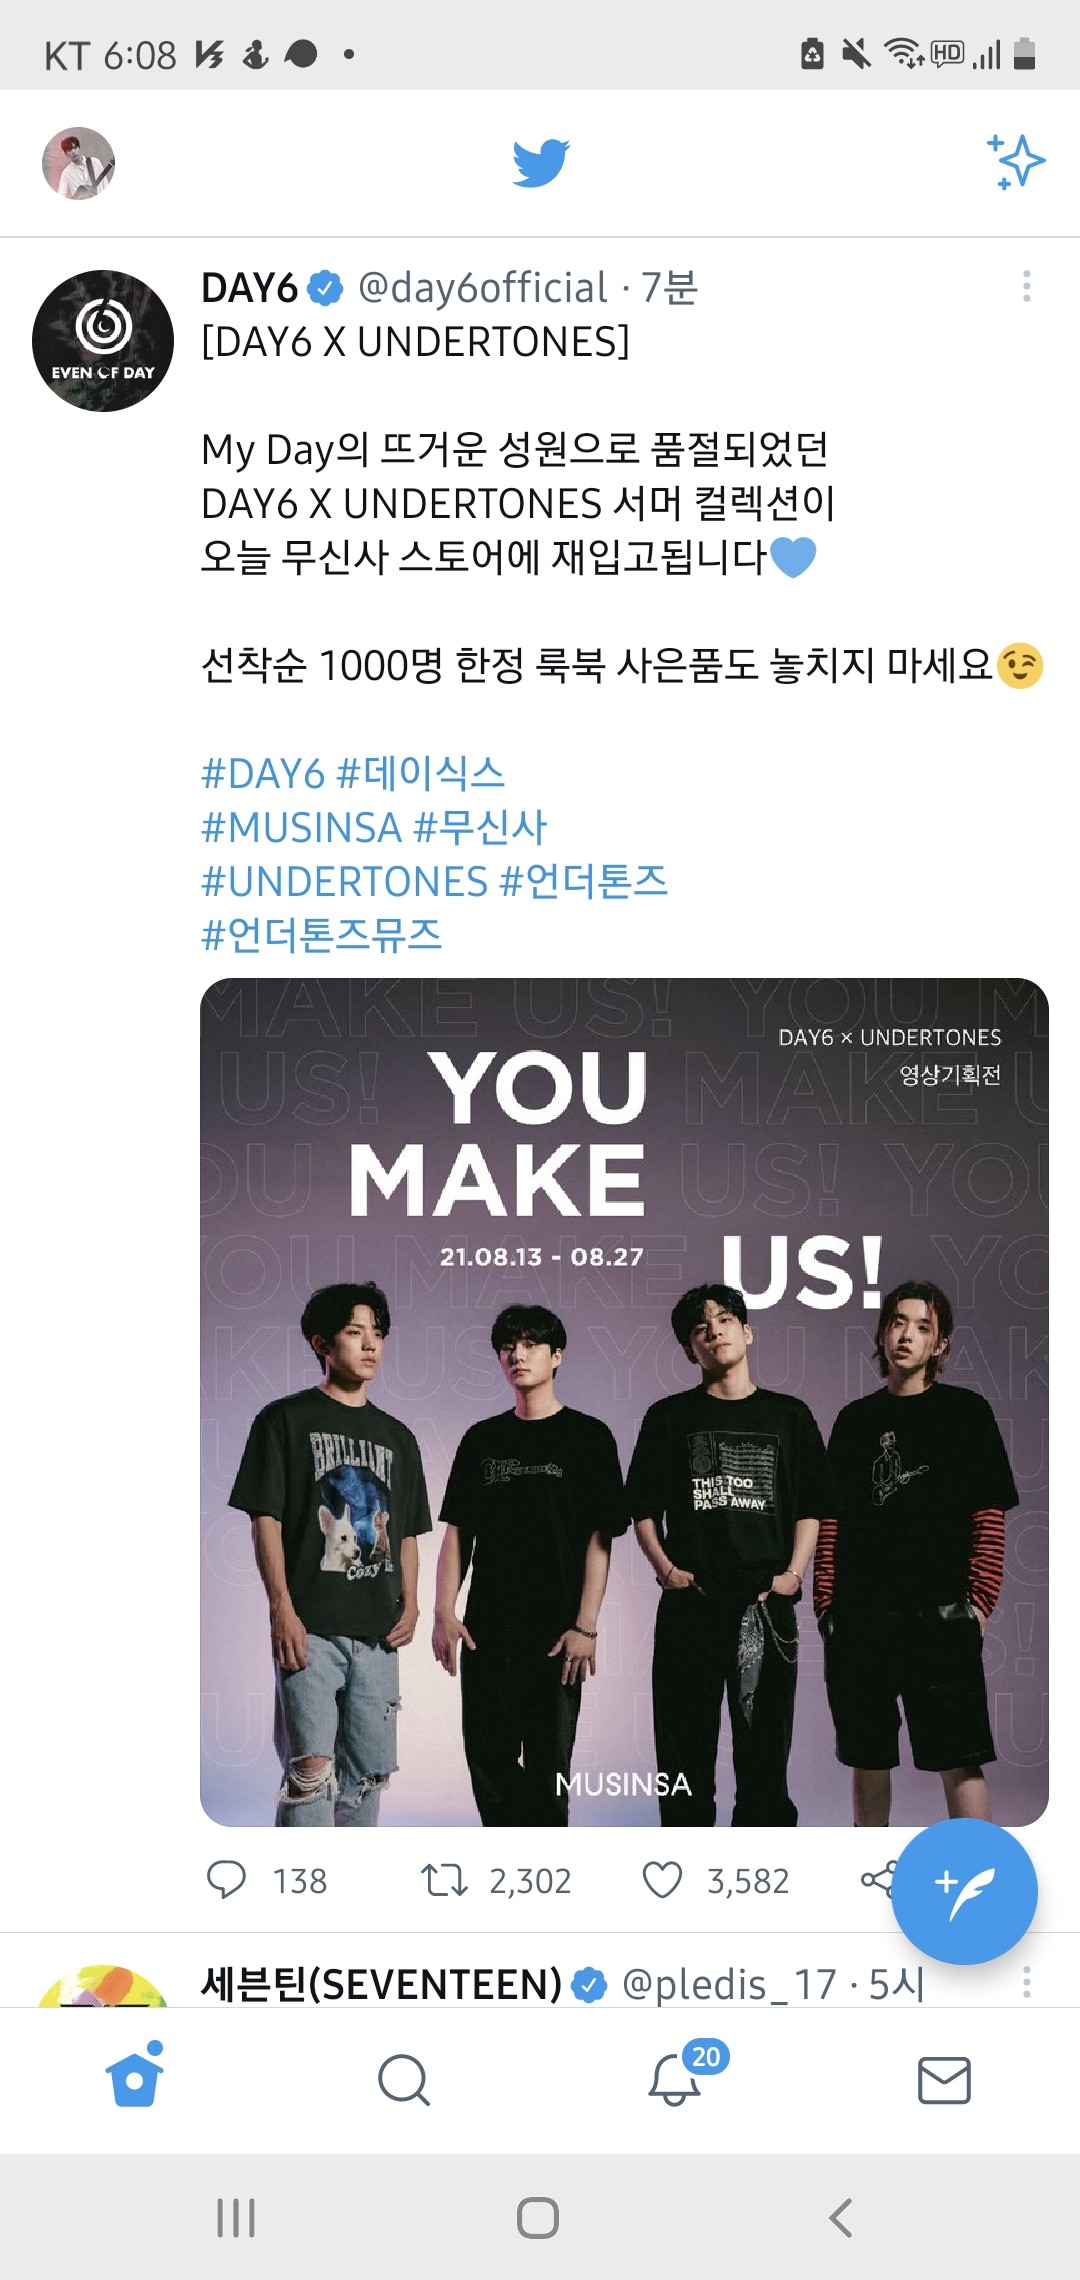 KT 6:08
HD
DAY6 @day6official · 7분
EVEN OF DAY
[DAY6 X UNDERTONES]
My Day의 뜨거운 성원으로 품절되었던
DAY6 X UNDERTONES 서머 컬렉션이
오늘 무신사 스토어에 재입고됩니다💙
선착순 1000명 한정 룩북 사은품도 놓치지 마세요😉
#DAY6 #데이식스
#MUSINSA #무신사
#UNDERTONES #언더톤즈
#언더톤즈뮤즈
DAY6 × UNDERTONES
영상기획전
YOU
MAKE
US!
21.08.13 - 08.27
BRILLIANT
Cozy
THIS TOO
SHALL
PASS AWAY
MUSINSA
138 2,302 3,582
세븐틴(SEVENTEEN) @pledis_17 · 5시
20